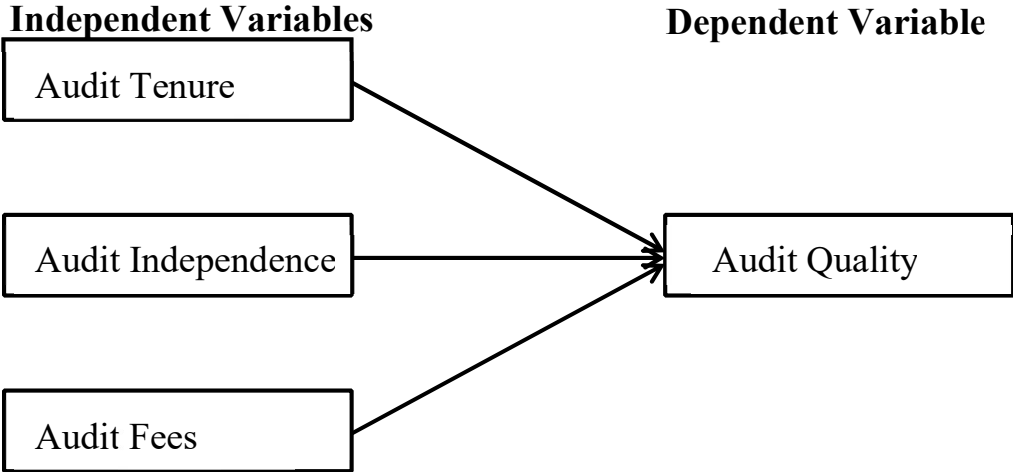 Independent Variables
Dependent Variable
Audit Tenure
Audit Independence
Audit Quality
Audit Fees